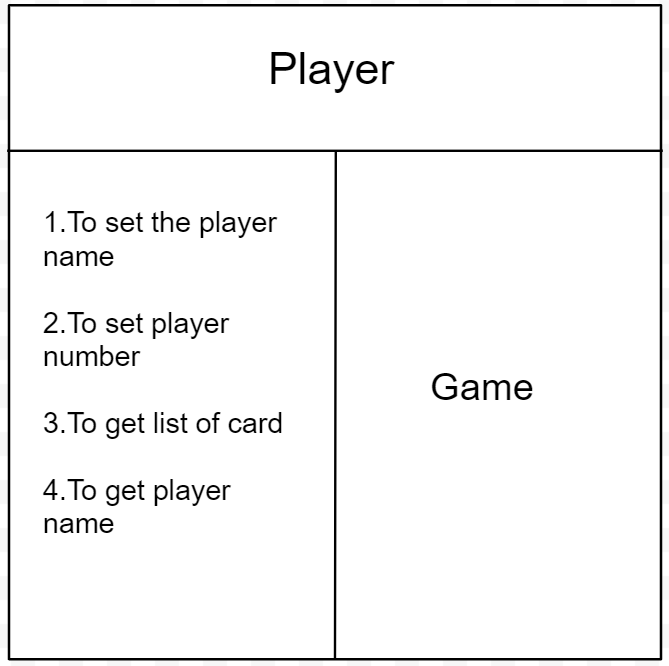 Player
1.To set the player
name
2.To set player
number
3.To get list of card
4.To get player
name
Game